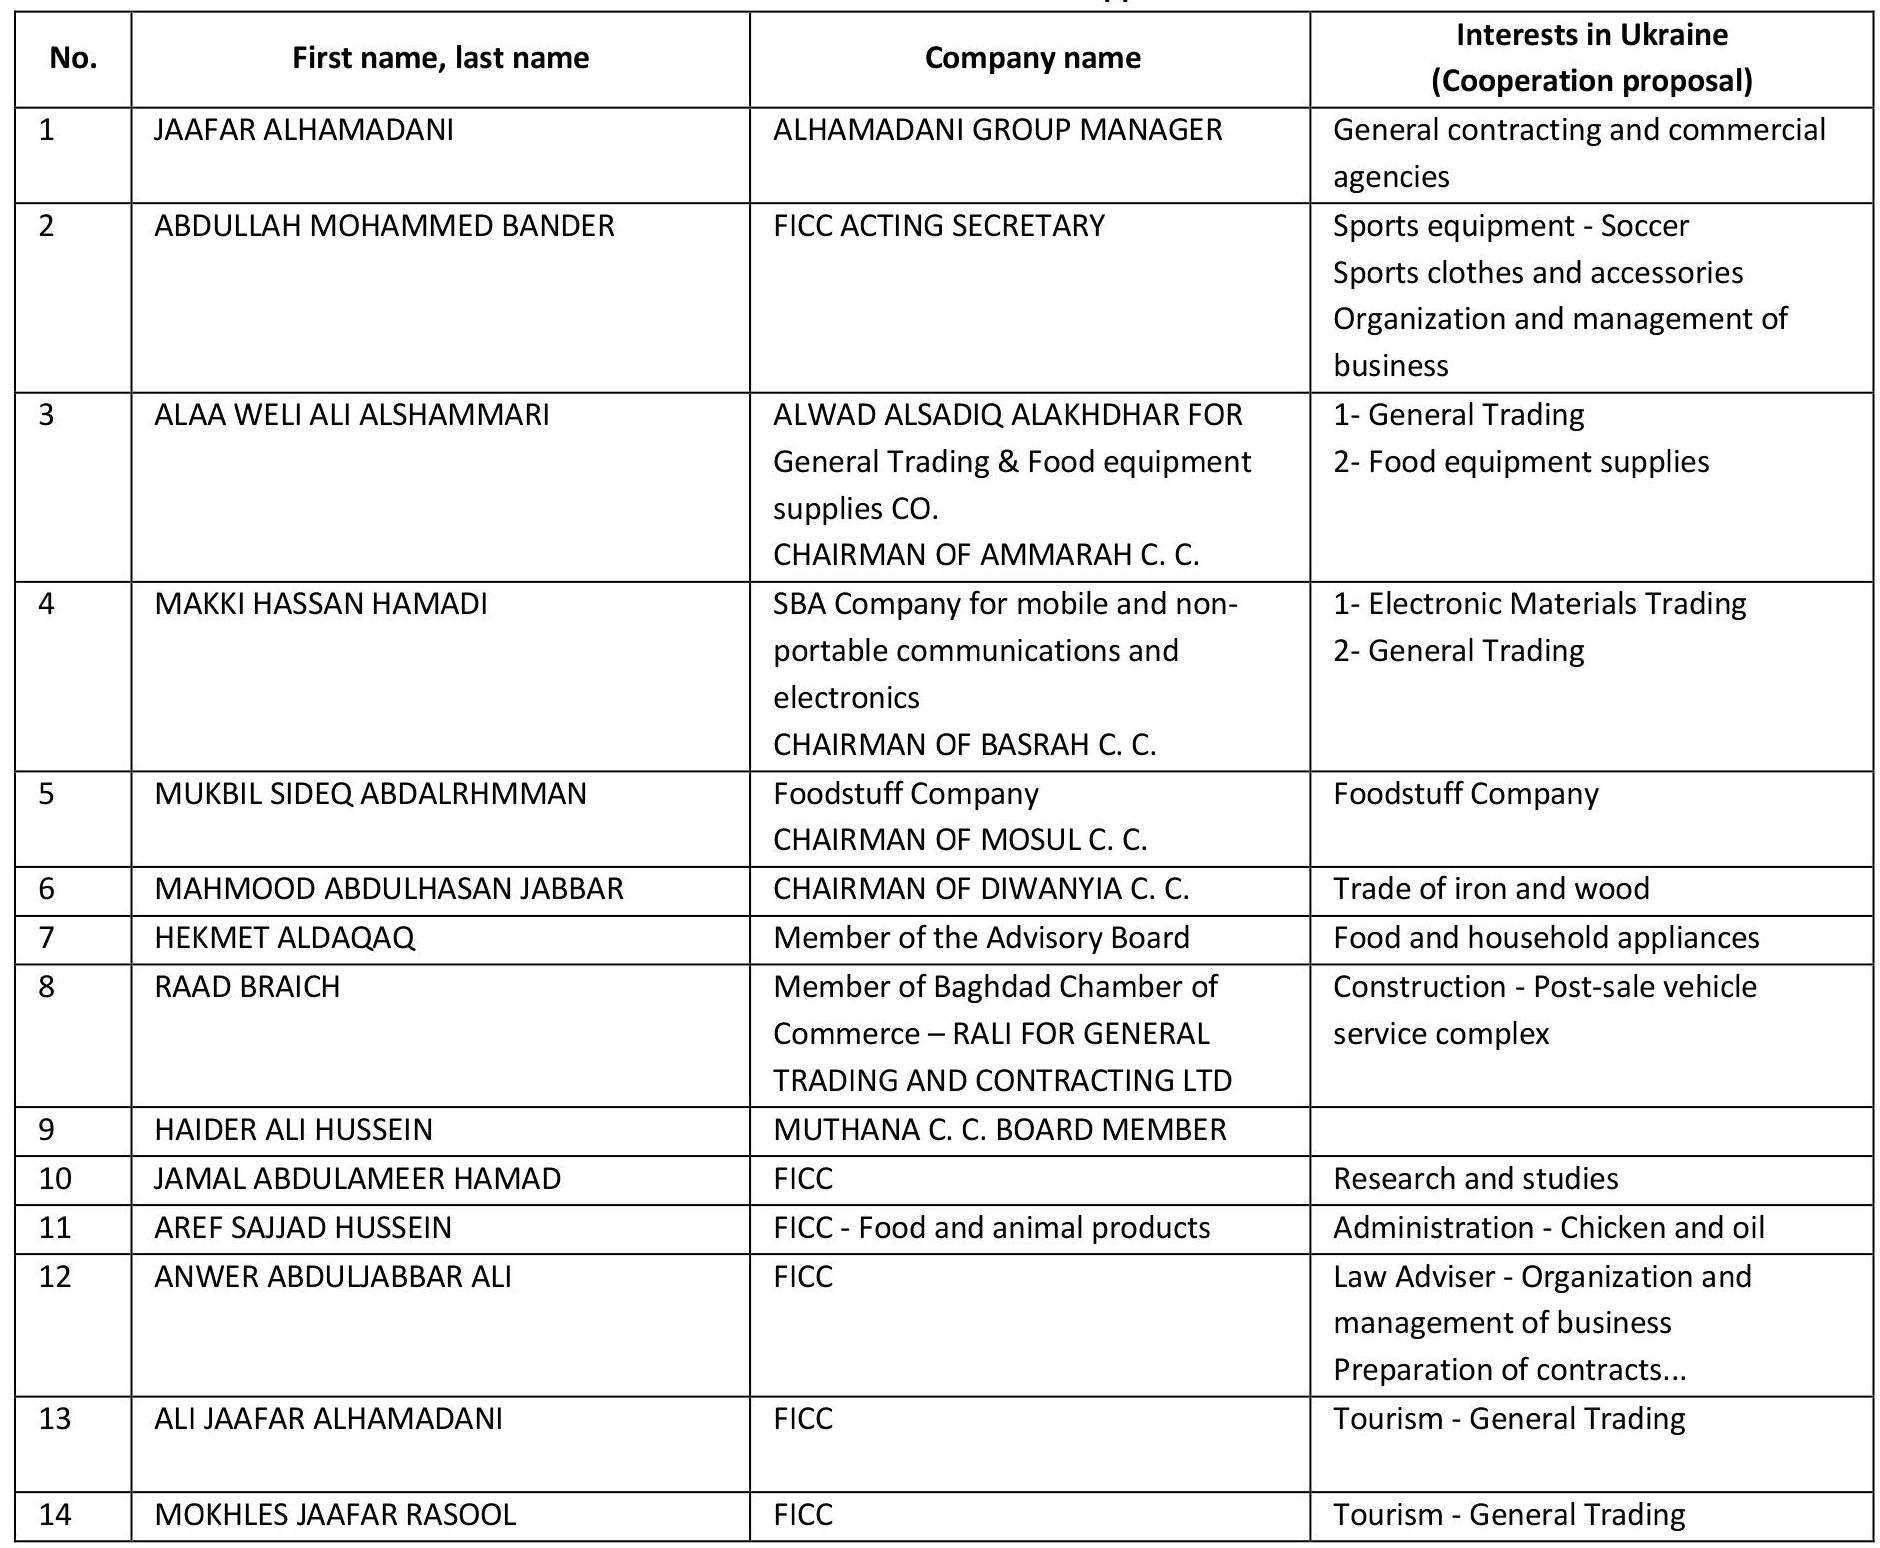 No. First name, last name Company name Interests in Ukraine
(Cooperation proposal)
1 JAAFAR ALHAMADANI ALHAMADANI GROUP MANAGER General contracting and commercial
agencies
2 ABDULLAH MOHAMMED BANDER FICC ACTING SECRETARY Sports equipment - Soccer
Sports clothes and accessories
Organization and management of
business
3 ALAA WELI ALI ALSHAMMARI ALWAD ALSADIQ ALAKHDHAR FOR 1- General Trading
General Trading & Food equipment 2- Food equipment supplies
supplies CO.
CHAIRMAN OF AMMARAH C. C.
4 MAKKI HASSAN HAMADI SBA Company for mobile and non- 1- Electronic Materials Trading
portable communications and 2- General Trading
electronics
CHAIRMAN OF BASRAH C. C.
5 MUKBIL SIDEQ ABDALRHMMAN Foodstuff Company Foodstuff Company
CHAIRMAN OF MOSUL C. C.
6 MAHMOOD ABDULHASAN JABBAR CHAIRMAN OF DIWANYIA C. C. Trade of iron and wood
7 HEKMET ALDAQAQ Member of the Advisory Board Food and household appliances
8 RAAD BRAICH Member of Baghdad Chamber of Construction - Post-sale vehicle
Commerce – RALI FOR GENERAL service complex
TRADING AND CONTRACTING LTD
9 HAIDER ALI HUSSEIN MUTHANA C. C. BOARD MEMBER
10 JAMAL ABDULAMEER HAMAD FICC Research and studies
11 AREF SAJJAD HUSSEIN FICC - Food and animal products Administration - Chicken and oil
12 ANWER ABDULJABBAR ALI FICC Law Adviser - Organization and
management of business
Preparation of contracts...
13 ALI JAAFAR ALHAMADANI FICC Tourism - General Trading
14 MOKHLES JAAFAR RASOOL FICC Tourism - General Trading